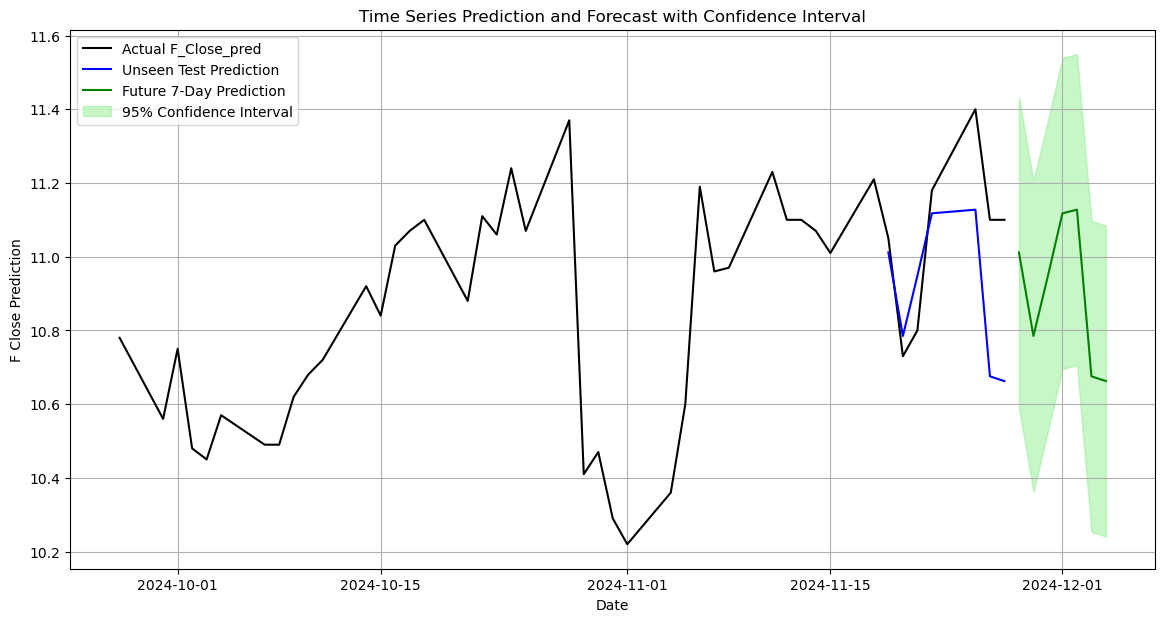 Time Series Prediction and Forecast with Confidence Interval
Actual F_Close_pred
Unseen Test Prediction
Future 7-Day Prediction
95% Confidence Interval
11.6
11.4
11.2
11.0
10.8
10.6
10.4
10.2
F Close Prediction
2024-10-01
2024-10-15
2024-11-01
2024-11-15
2024-12-01
Date